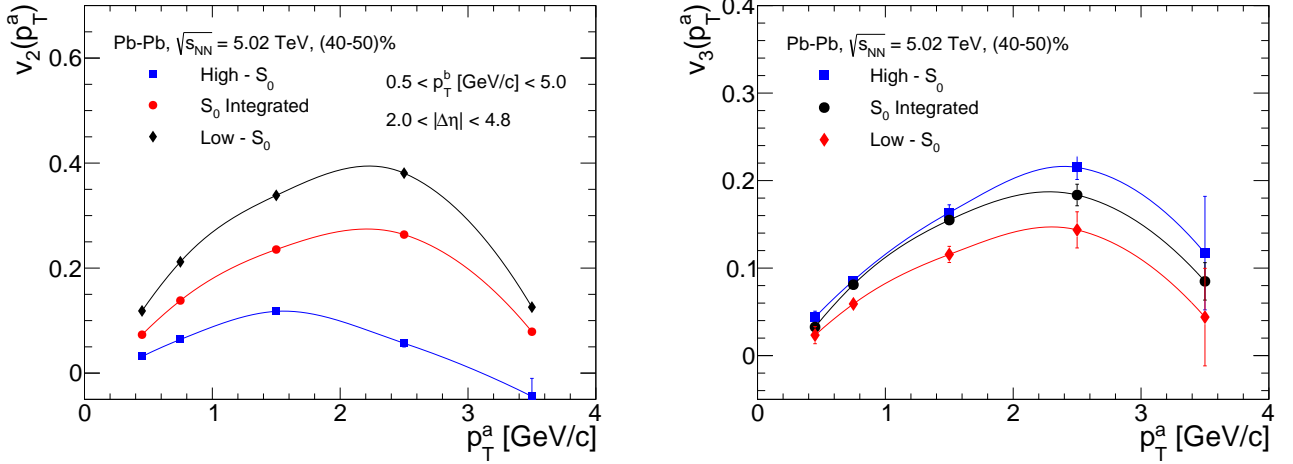 v₂(p_T^a)
0.6
0.4
0.2
0
Pb-Pb, √s_NN = 5.02 TeV, (40-50)%
High - S₀
S₀ Integrated
Low - S₀
0.5 < p_T^b [GeV/c] < 5.0
2.0 < |Δη| < 4.8
0 1 2 3 4
p_T^a [GeV/c]
v₃(p_T^a)
0.4
0.3
0.2
0.1
0
Pb-Pb, √s_NN = 5.02 TeV, (40-50)%
High - S₀
S₀ Integrated
Low - S₀
0 1 2 3 4
p_T^a [GeV/c]